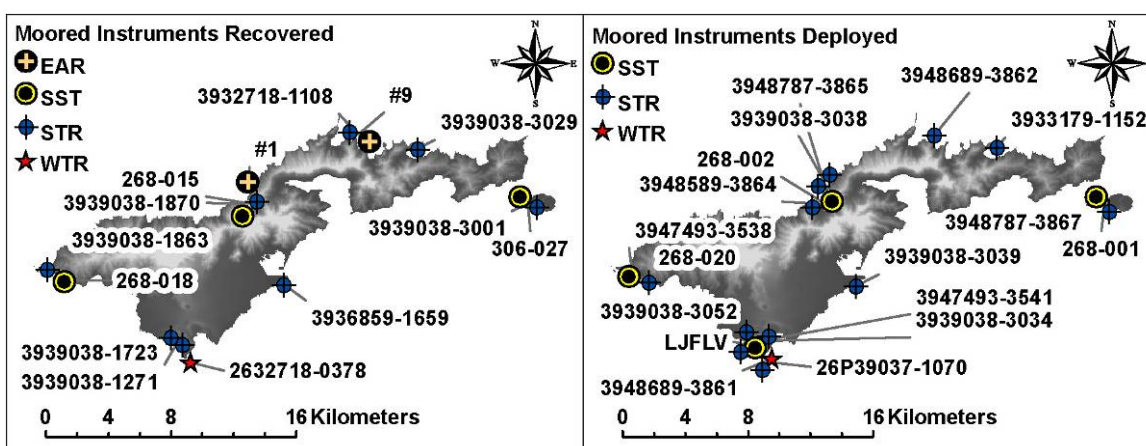 Moored Instruments Recovered
EAR
SST
STR
WTR
N
W
E
S
3932718-1108
#9
3939038-3029
#1
268-015
3939038-1870
3939038-3001
306-027
3939038-1863
268-018
3936859-1659
3939038-1723
3939038-1271
2632718-0378
0 4 8 16 Kilometers
Moored Instruments Deployed
SST
STR
WTR
N
W
E
S
3948689-3862
3948787-3865
3939038-3038
3933179-1152
268-002
3948589-3864
3948787-3867
268-001
3947493-3538
268-020
3939038-3039
3939038-3052
3947493-3541
3939038-3034
LJFLV
3948689-3861
26P39037-1070
0 4 8 16 Kilometers